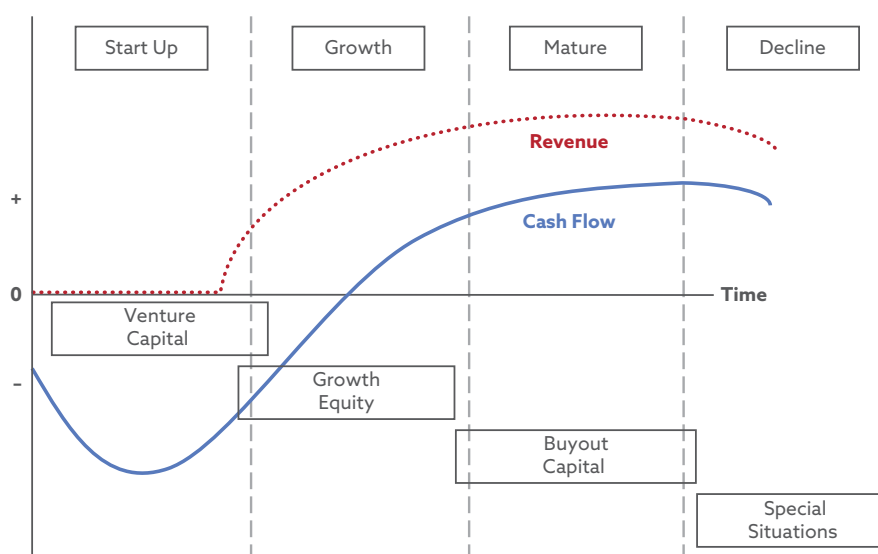 Start Up
Growth
Mature
Decline
Revenue
+
Cash Flow
0
Time
Venture
Capital
–
Growth
Equity
Buyout
Capital
Special
Situations